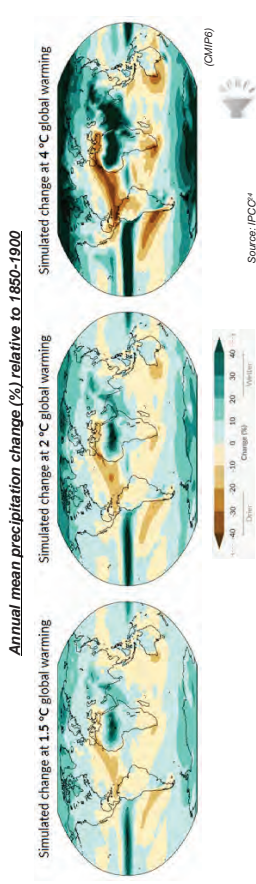 Annual mean precipitation change (%) relative to 1850-1900
Simulated change at 1.5 °C global warming
Simulated change at 2 °C global warming
Simulated change at 4 °C global warming
(CMIP6)
-40 -30 -20 -10 0 10 20 30 40
Change (%)
Drier
Wetter